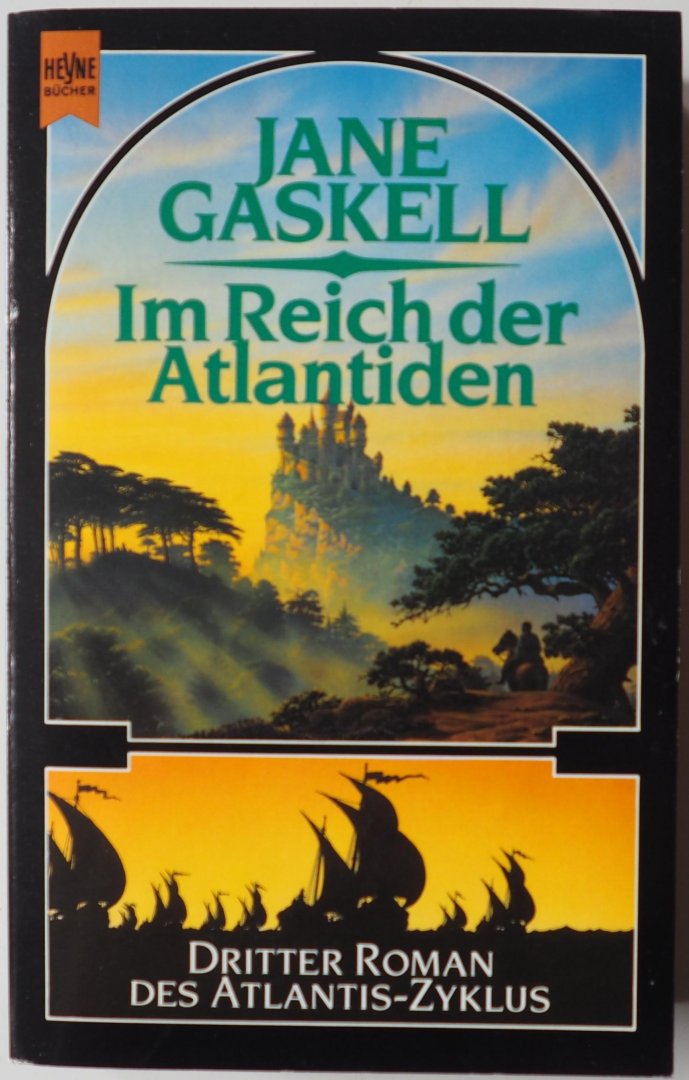 HEYNE
BÜCHER
JANE
GASKELL
Im Reich der
Atlantiden
DRITTER ROMAN
DES ATLANTIS-ZYKLUS